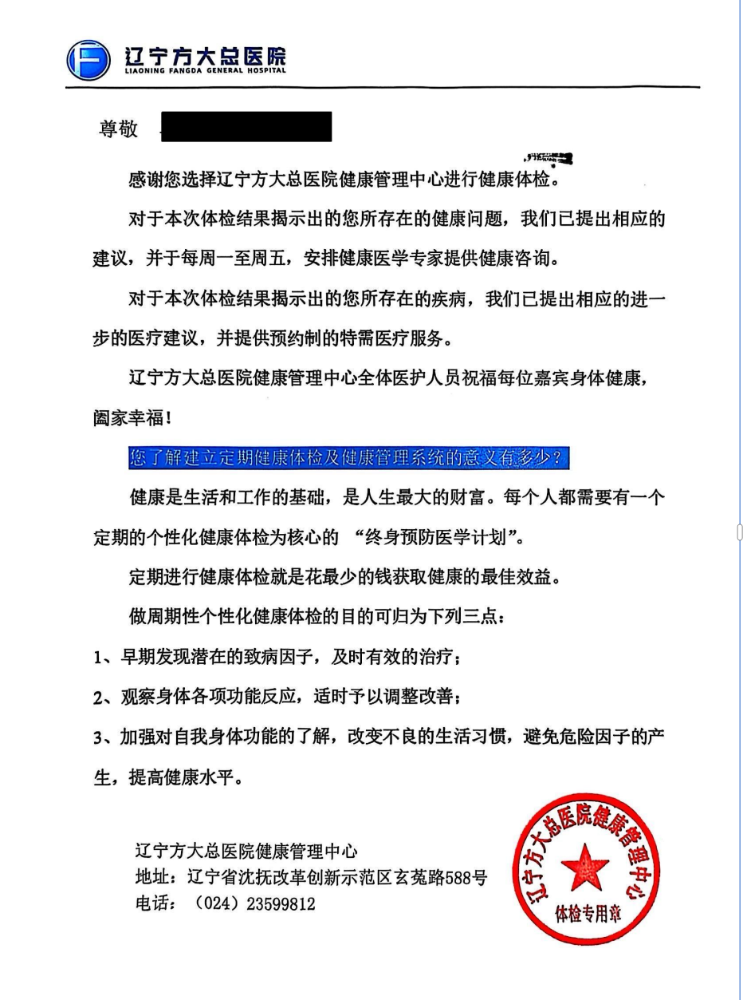 辽宁方大总医院
LIAONING FANGDA GENERAL HOSPITAL
尊敬
感谢您选择辽宁方大总医院健康管理中心进行健康体检。
对于本次体检结果揭示出的您所存在的健康问题，我们已提出相应的
建议，并于每周一至周五，安排健康医学专家提供健康咨询。
对于本次体检结果揭示出的您所存在的疾病，我们已提出相应的进一
步的医疗建议，并提供预约制的特需医疗服务。
辽宁方大总医院健康管理中心全体医护人员祝福每位嘉宾身体健康，
阖家幸福！
您了解建立定期健康体检及健康管理系统的意义有多少？
健康是生活和工作的基础，是人生最大的财富。每个人都需要有一个
定期的个性化健康体检为核心的 “终身预防医学计划”。
定期进行健康体检就是花最少的钱获取健康的最佳效益。
做周期性个性化健康体检的目的可归为下列三点：
1、早期发现潜在的致病因子，及时有效的治疗；
2、观察身体各项功能反应，适时予以调整改善；
3、加强对自我身体功能的了解，改变不良的生活习惯，避免危险因子的产
生，提高健康水平。
辽宁方大总医院健康管理中心
地址：辽宁省沈抚改革创新示范区玄菟路588号
电话：（024）23599812
辽宁方大总医院健康管理中心
体检专用章